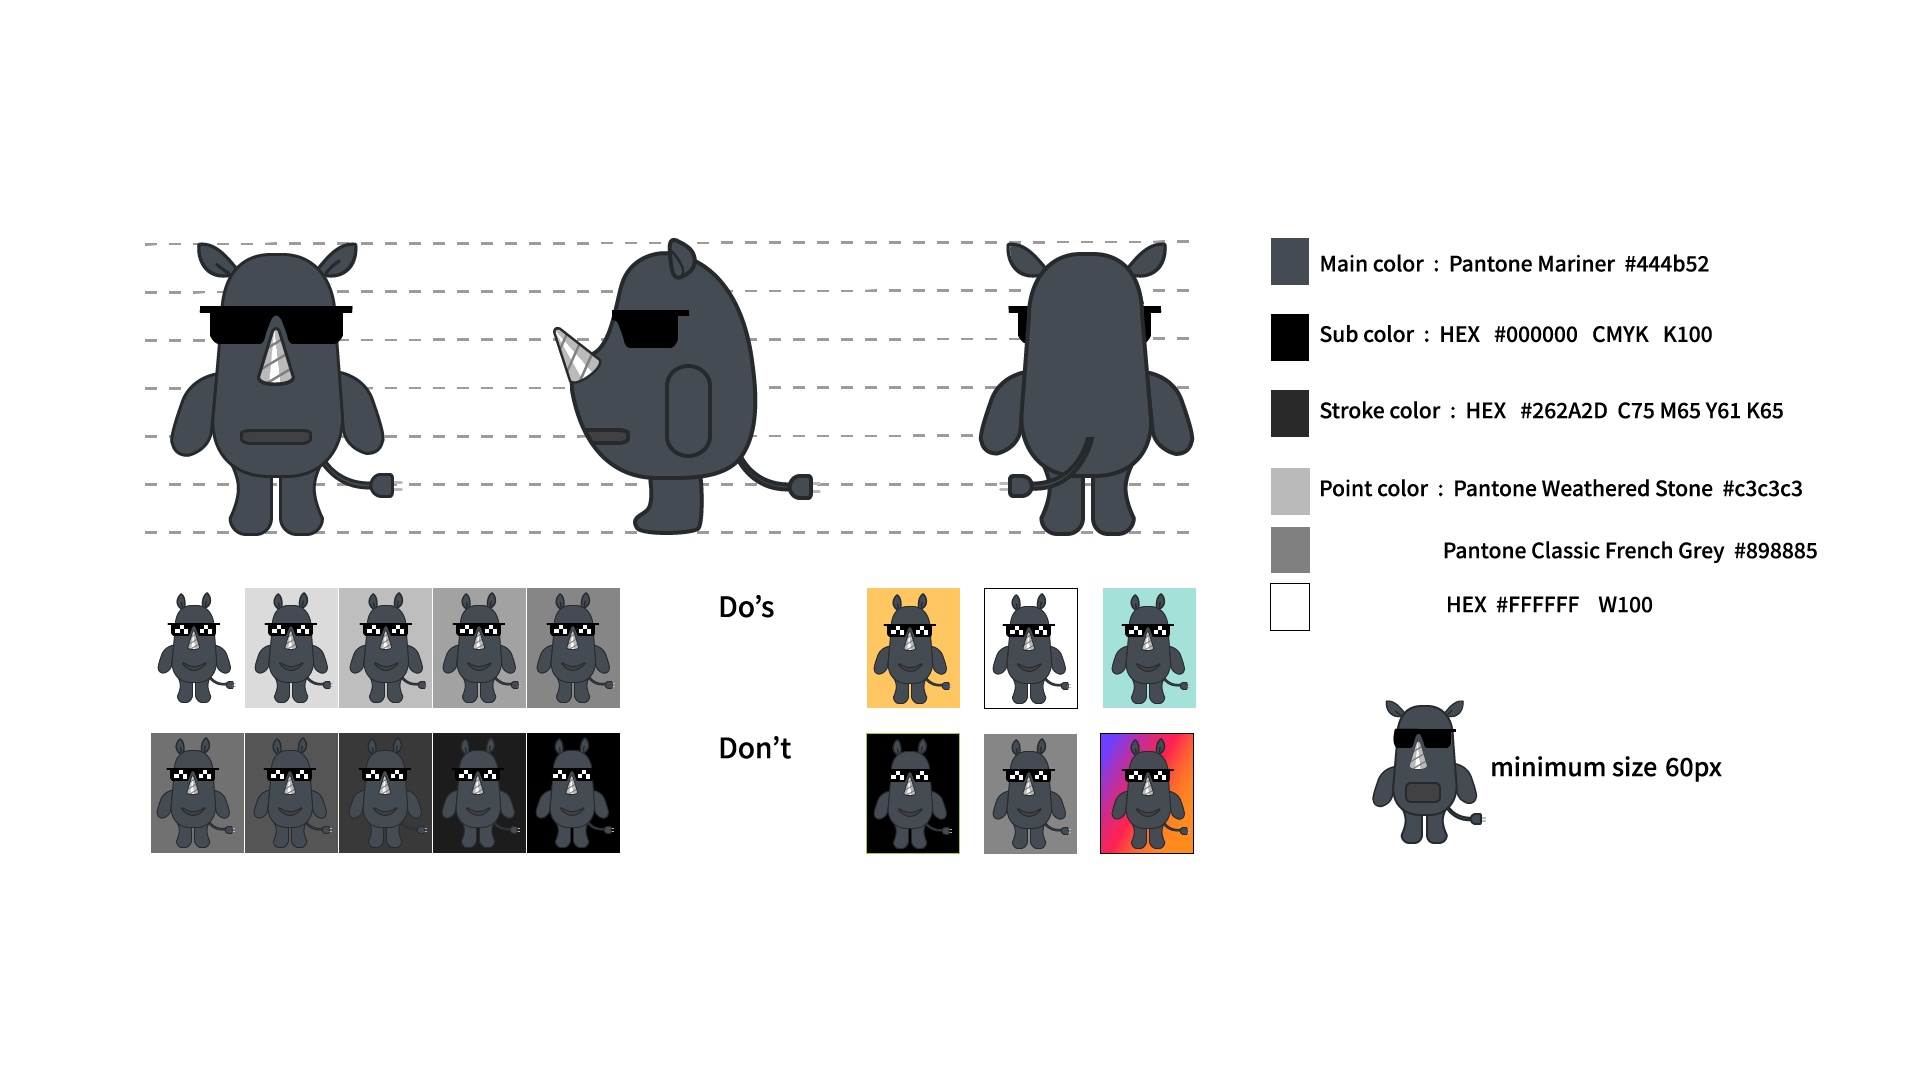 Main color : Pantone Mariner #444b52
Sub color : HEX #000000 CMYK K100
Stroke color : HEX #262A2D C75 M65 Y61 K65
Point color : Pantone Weathered Stone #c3c3c3
Pantone Classic French Grey #898885
HEX #FFFFFF W100
Do’s
Don’t
minimum size 60px